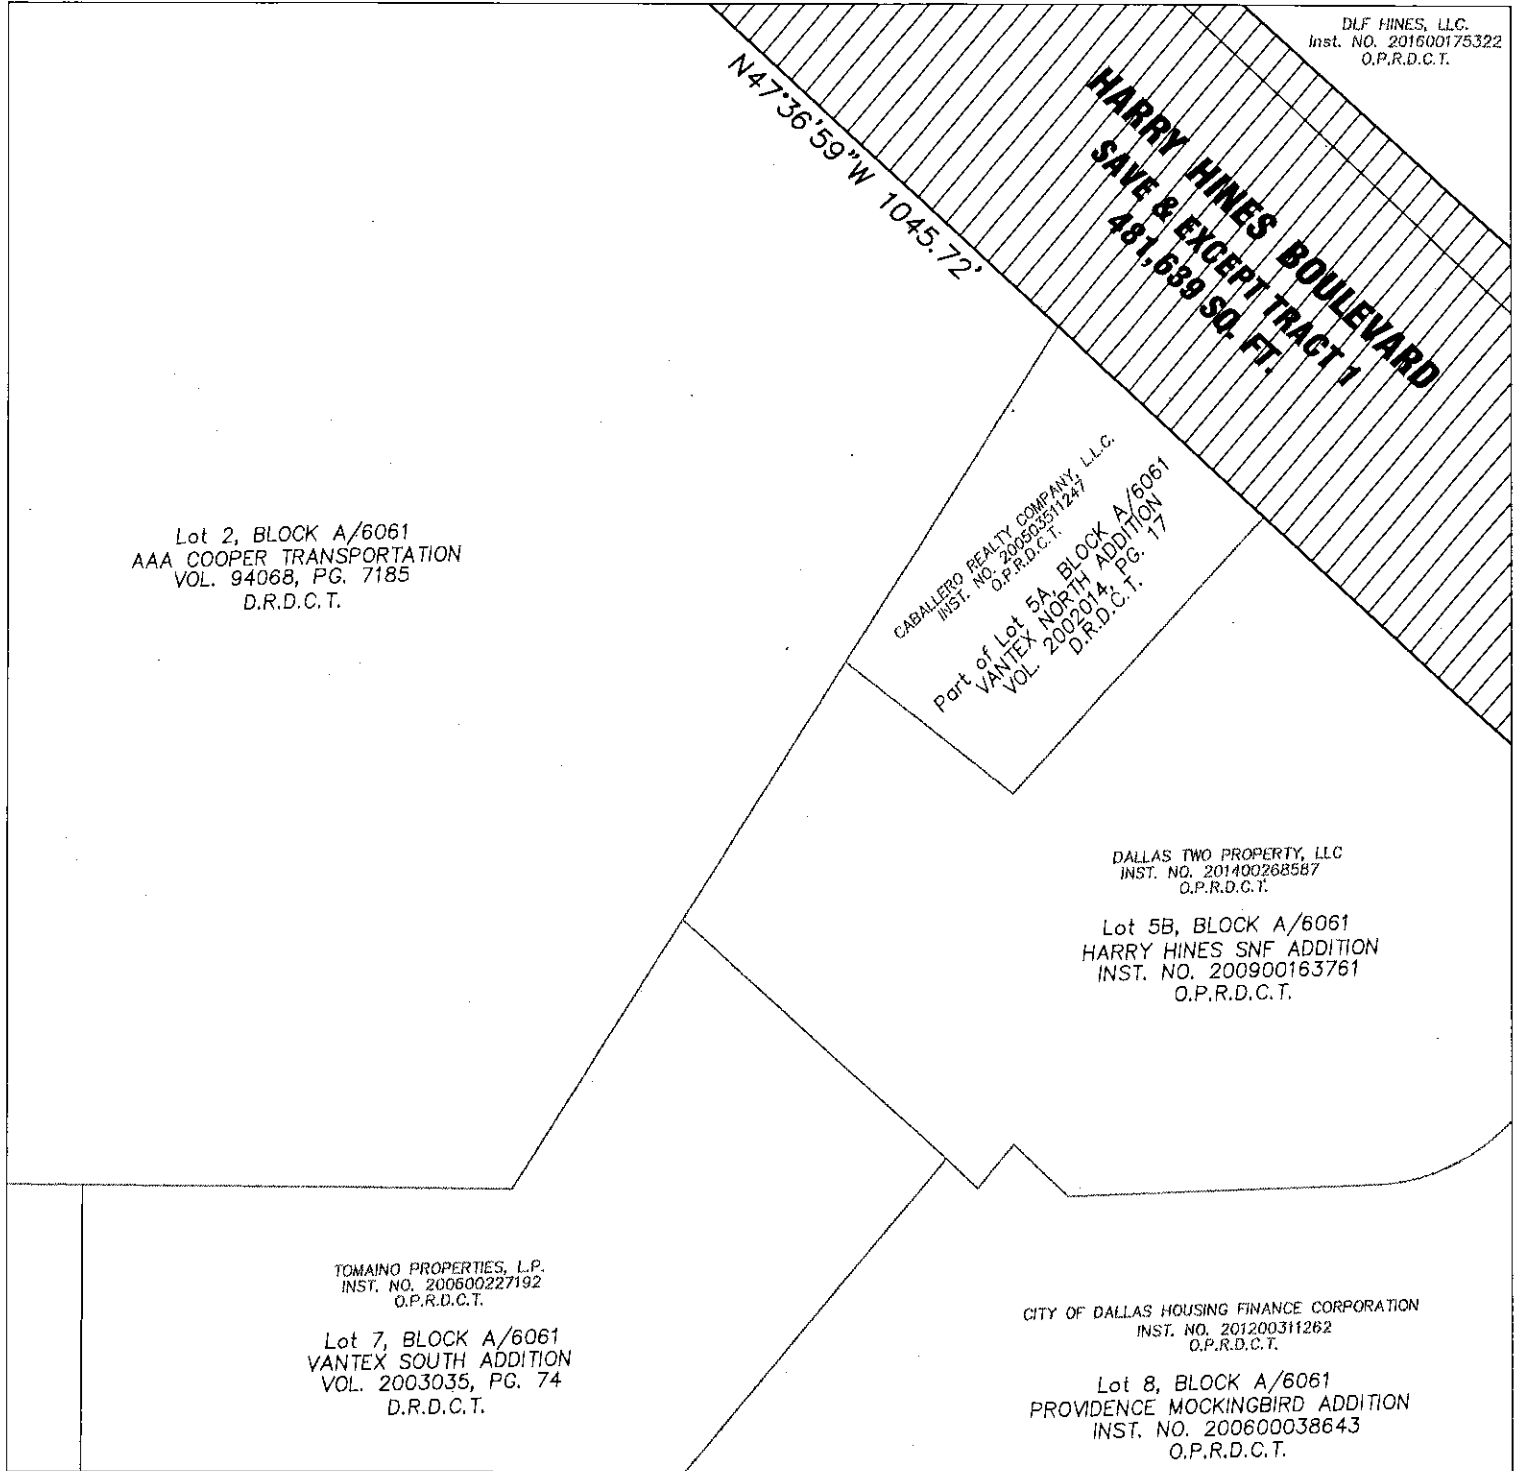 DLF HINES, LLC.
Inst. NO. 201600175322
O.P.R.D.C.T.
N47°36'59"W 1045.72'
HARRY HINES BOULEVARD
SAVE & EXCEPT TRACT 1
481,639 SQ. FT.
Lot 2, BLOCK A/6061
AAA COOPER TRANSPORTATION
VOL. 94068, PG. 7185
D.R.D.C.T.
CABALLERO REALTY COMPANY, L.L.C.
INST. NO. 200503511247
O.P.R.D.C.T.
Part of Lot 5A, BLOCK A/6061
VANTEX NORTH ADDITION
VOL. 2002014, PG. 17
D.R.D.C.T.
DALLAS TWO PROPERTY, LLC
INST. NO. 201400268587
O.P.R.D.C.T.
Lot 5B, BLOCK A/6061
HARRY HINES SNF ADDITION
INST. NO. 200900163761
O.P.R.D.C.T.
TOMAINO PROPERTIES, L.P.
INST. NO. 200600227192
O.P.R.D.C.T.
Lot 7, BLOCK A/6061
VANTEX SOUTH ADDITION
VOL. 2003035, PG. 74
D.R.D.C.T.
CITY OF DALLAS HOUSING FINANCE CORPORATION
INST. NO. 201200311262
O.P.R.D.C.T.
Lot 8, BLOCK A/6061
PROVIDENCE MOCKINGBIRD ADDITION
INST. NO. 200600038643
O.P.R.D.C.T.